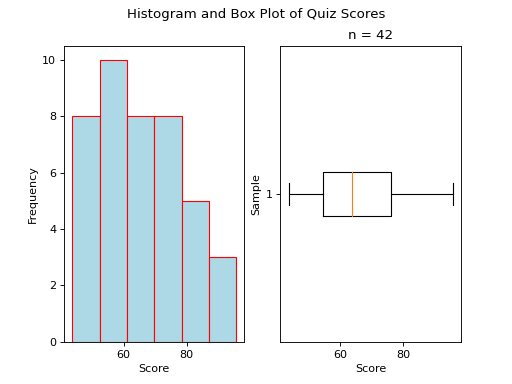 Histogram and Box Plot of Quiz Scores
n = 42
10
8
6
4
2
0
Frequency
60
80
Score
Sample
1
60
80
Score